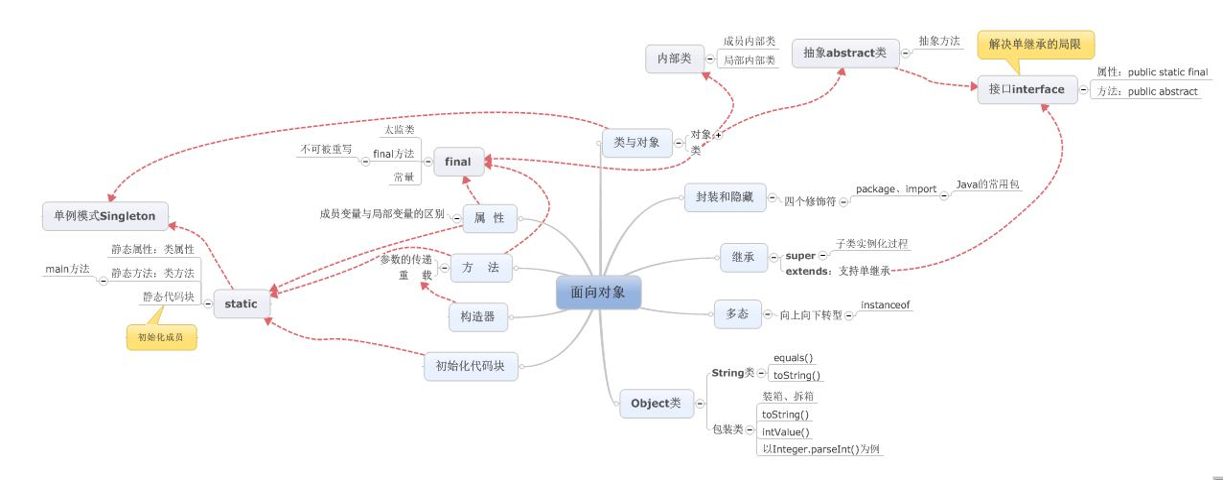 解决单继承的局限
内部类
成员内部类
局部内部类
抽象abstract类
抽象方法
接口interface
属性：public static final
方法：public abstract
类与对象
对象
类
太监类
final方法
不可被重写
常量
final
单例模式Singleton
成员变量与局部变量的区别
属 性
封装和隐藏
四个修饰符
package、import
Java的常用包
静态属性：类属性
main方法
静态方法：类方法
静态代码块
static
初始化成员
参数的传递
重 载
方 法
继承
super
子类实例化过程
extends：支持单继承
面向对象
构造器
多态
向上向下转型
instanceof
初始化代码块
Object类
String类
equals()
toString()
包装类
装箱、拆箱
toString()
intValue()
以Integer.parseInt()为例